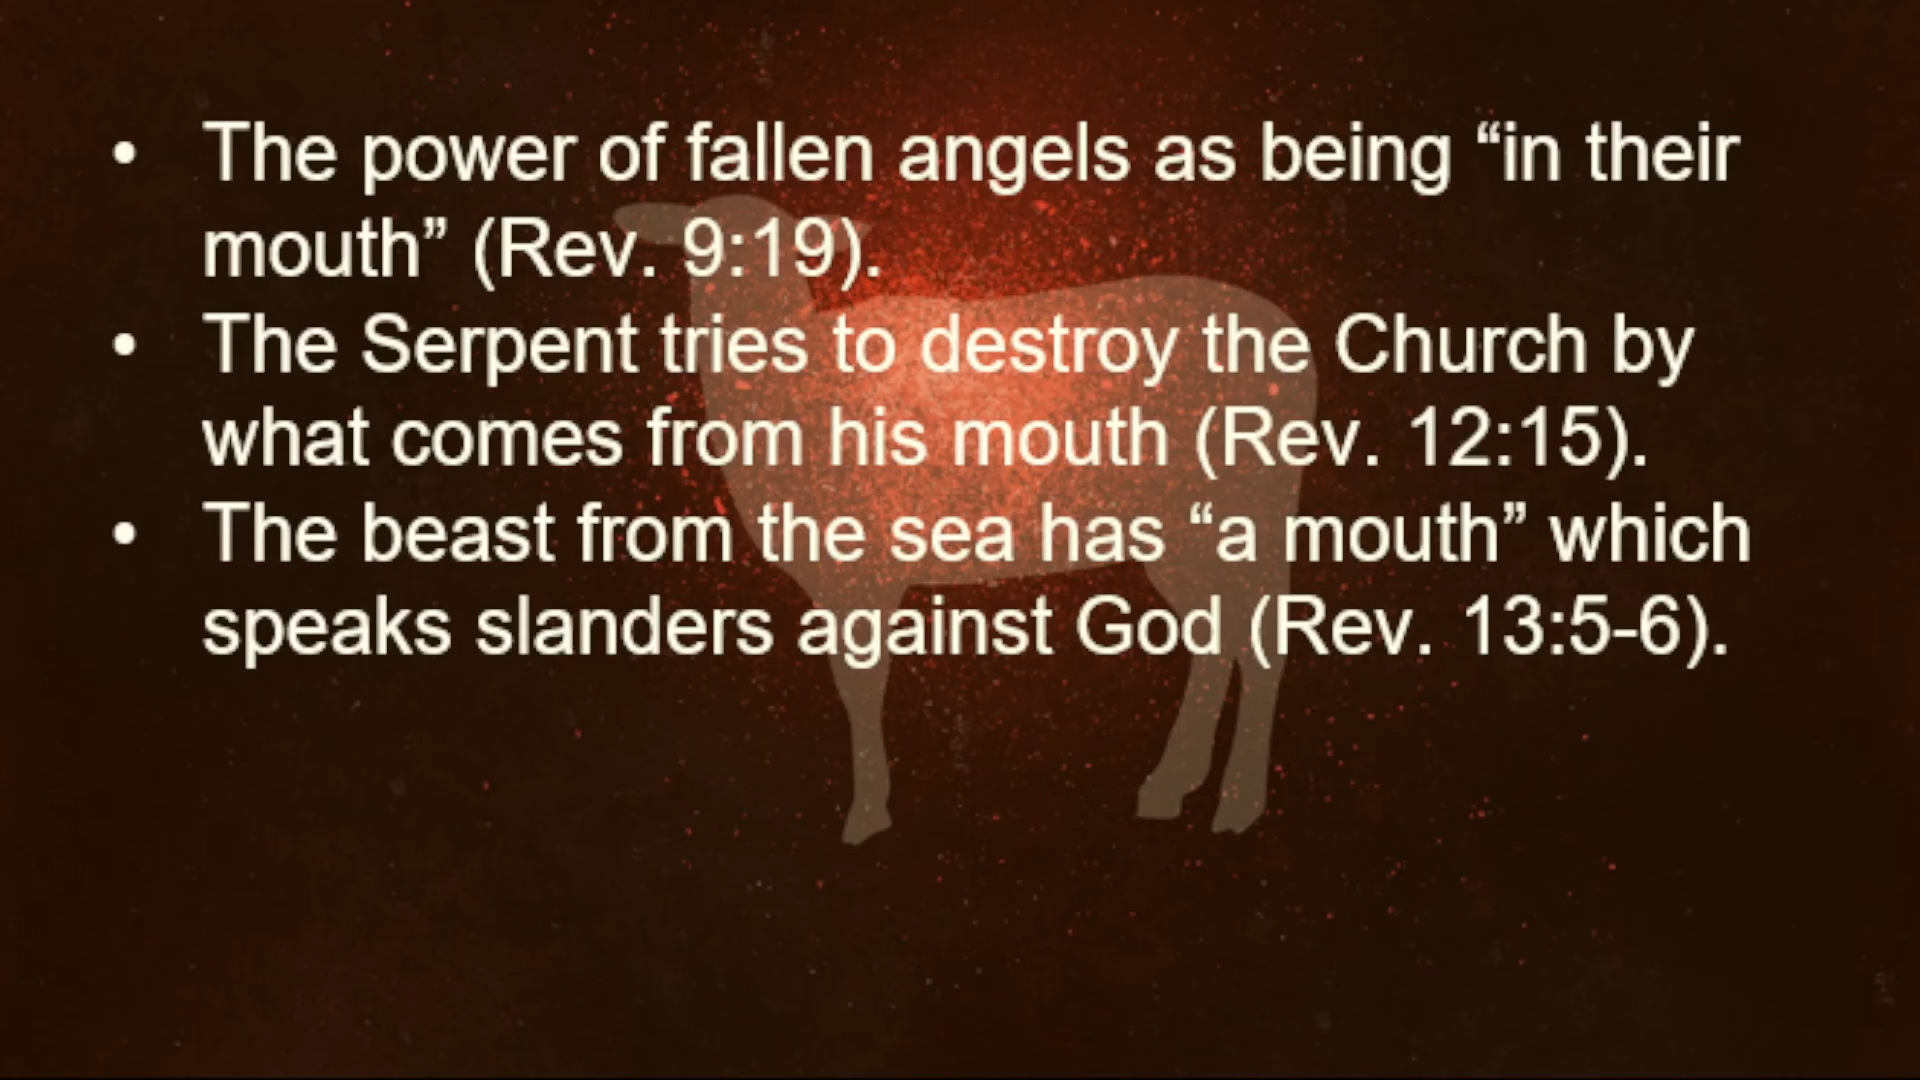 • The power of fallen angels as being “in their
mouth” (Rev. 9:19).
• The Serpent tries to destroy the Church by
what comes from his mouth (Rev. 12:15).
• The beast from the sea has “a mouth” which
speaks slanders against God (Rev. 13:5-6).